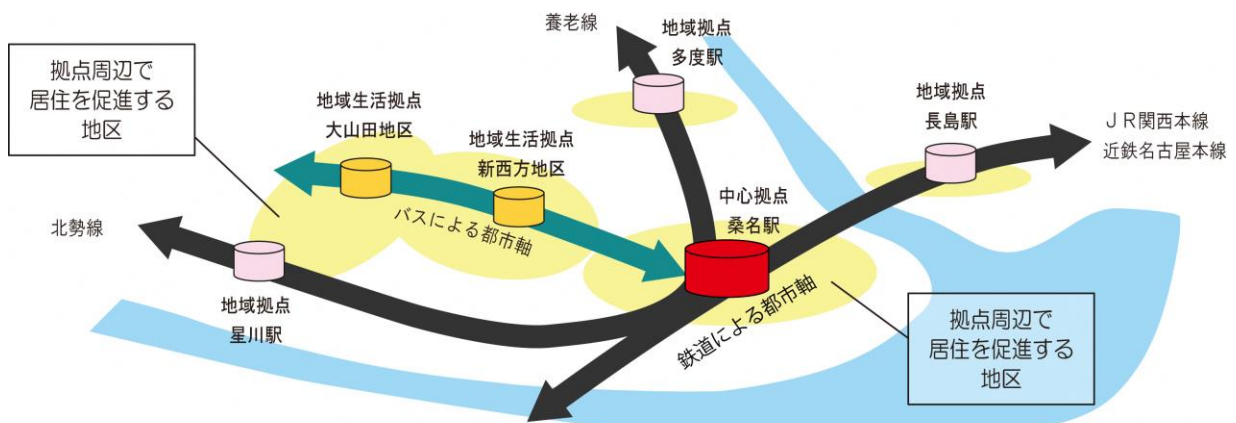 養老線
地域拠点
多度駅
拠点周辺で
居住を促進する
地区
地域生活拠点
大山田地区
地域生活拠点
新西方地区
地域拠点
長島駅
ＪＲ関西本線
近鉄名古屋本線
中心拠点
桑名駅
バスによる都市軸
北勢線
地域拠点
星川駅
鉄道による都市軸
拠点周辺で
居住を促進する
地区